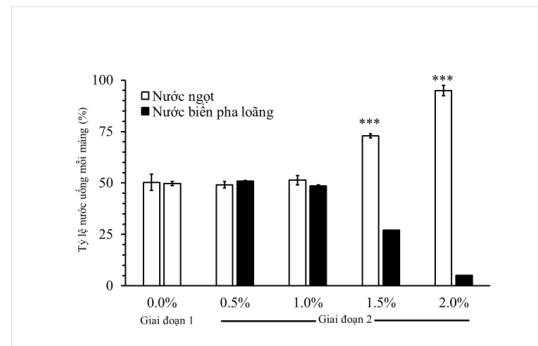 100
75
50
25
0
Tỷ lệ nước uống mỗi máng (%)
Nước ngọt
Nước biển pha loãng
***
***
0.0% 0.5% 1.0% 1.5% 2.0%
Giai đoạn 1 Giai đoạn 2